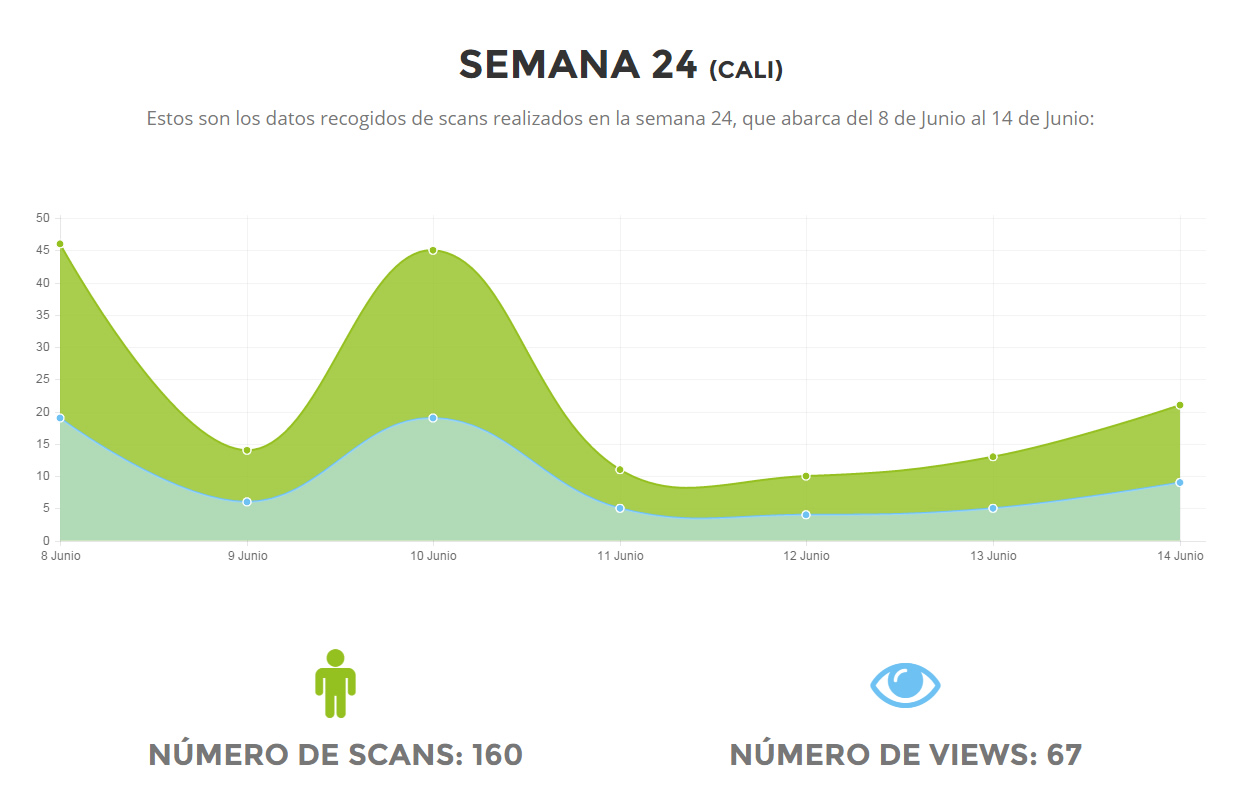 SEMANA 24 (CALI)
Estos son los datos recogidos de scans realizados en la semana 24, que abarca del 8 de Junio al 14 de Junio:
50
45
40
35
30
25
20
15
10
5
0
8 Junio 9 Junio 10 Junio 11 Junio 12 Junio 13 Junio 14 Junio
NÚMERO DE SCANS: 160
NÚMERO DE VIEWS: 67